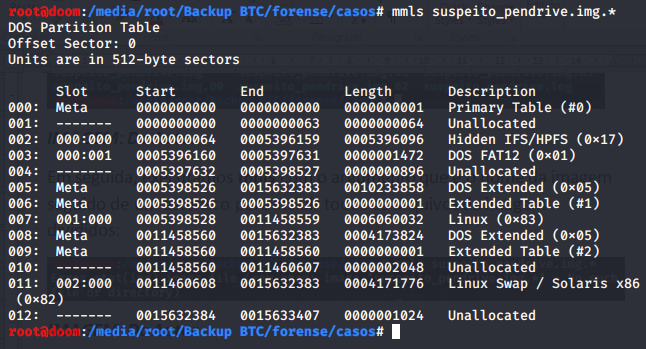 root@doom:/media/root/Backup BTC/forense/casos# mmls suspeito_pendrive.img.*
DOS Partition Table
Offset Sector: 0
Units are in 512-byte sectors
Slot Start End Length Description
000: Meta 0000000000 0000000000 0000000001 Primary Table (#0)
001: ------- 0000000000 0000000063 0000000064 Unallocated
002: 000:000 0000000064 0005396159 0005396096 Hidden IFS/HPFS (0×17)
003: 000:001 0005396160 0005397631 0000001472 DOS FAT12 (0×01)
004: ------- 0005397632 0005398527 0000000896 Unallocated
005: Meta 0005398526 0015632383 0010233858 DOS Extended (0×05)
006: Meta 0005398526 0005398526 0000000001 Extended Table (#1)
007: 001:000 0005398528 0011458559 0006060032 Linux (0×83)
008: Meta 0011458560 0015632383 0004173824 DOS Extended (0×05)
009: Meta 0011458560 0011458560 0000000001 Extended Table (#2)
010: ------- 0011458560 0011460607 0000002048 Unallocated
011: 002:000 0011460608 0015632383 0004171776 Linux Swap / Solaris x86
(0×82)
012: ------- 0015632384 0015633407 0000001024 Unallocated
root@doom:/media/root/Backup BTC/forense/casos#